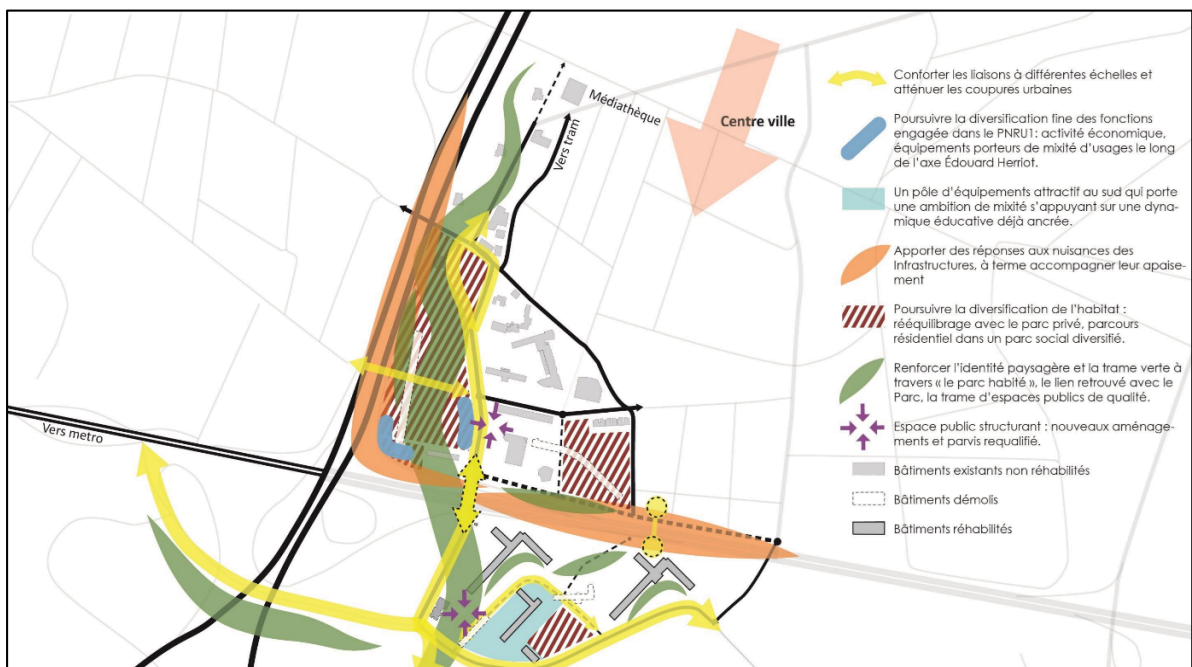 Médiathèque
Vers tram
Centre ville
Vers metro
Conforter les liaisons à différentes échelles et
atténuer les coupures urbaines
Poursuivre la diversification fine des fonctions
engagée dans le PNRU1: activité économique,
équipements porteurs de mixité d'usages le long
de l'axe Édouard Herriot.
Un pôle d'équipements attractif au sud qui porte
une ambition de mixité s'appuyant sur une dyna-
mique éducative déjà ancrée.
Apporter des réponses aux nuisances des
Infrastructures, à terme accompagner leur apaise-
ment
Poursuivre la diversification de l'habitat :
rééquilibrage avec le parc privé, parcours
résidentiel dans un parc social diversifié.
Renforcer l'identité paysagère et la trame verte à
travers « le parc habité », le lien retrouvé avec le
Parc, la trame d'espaces publics de qualité.
Espace public structurant : nouveaux aménage-
ments et parvis requalifié.
Bâtiments existants non réhabilités
Bâtiments démolis
Bâtiments réhabilités